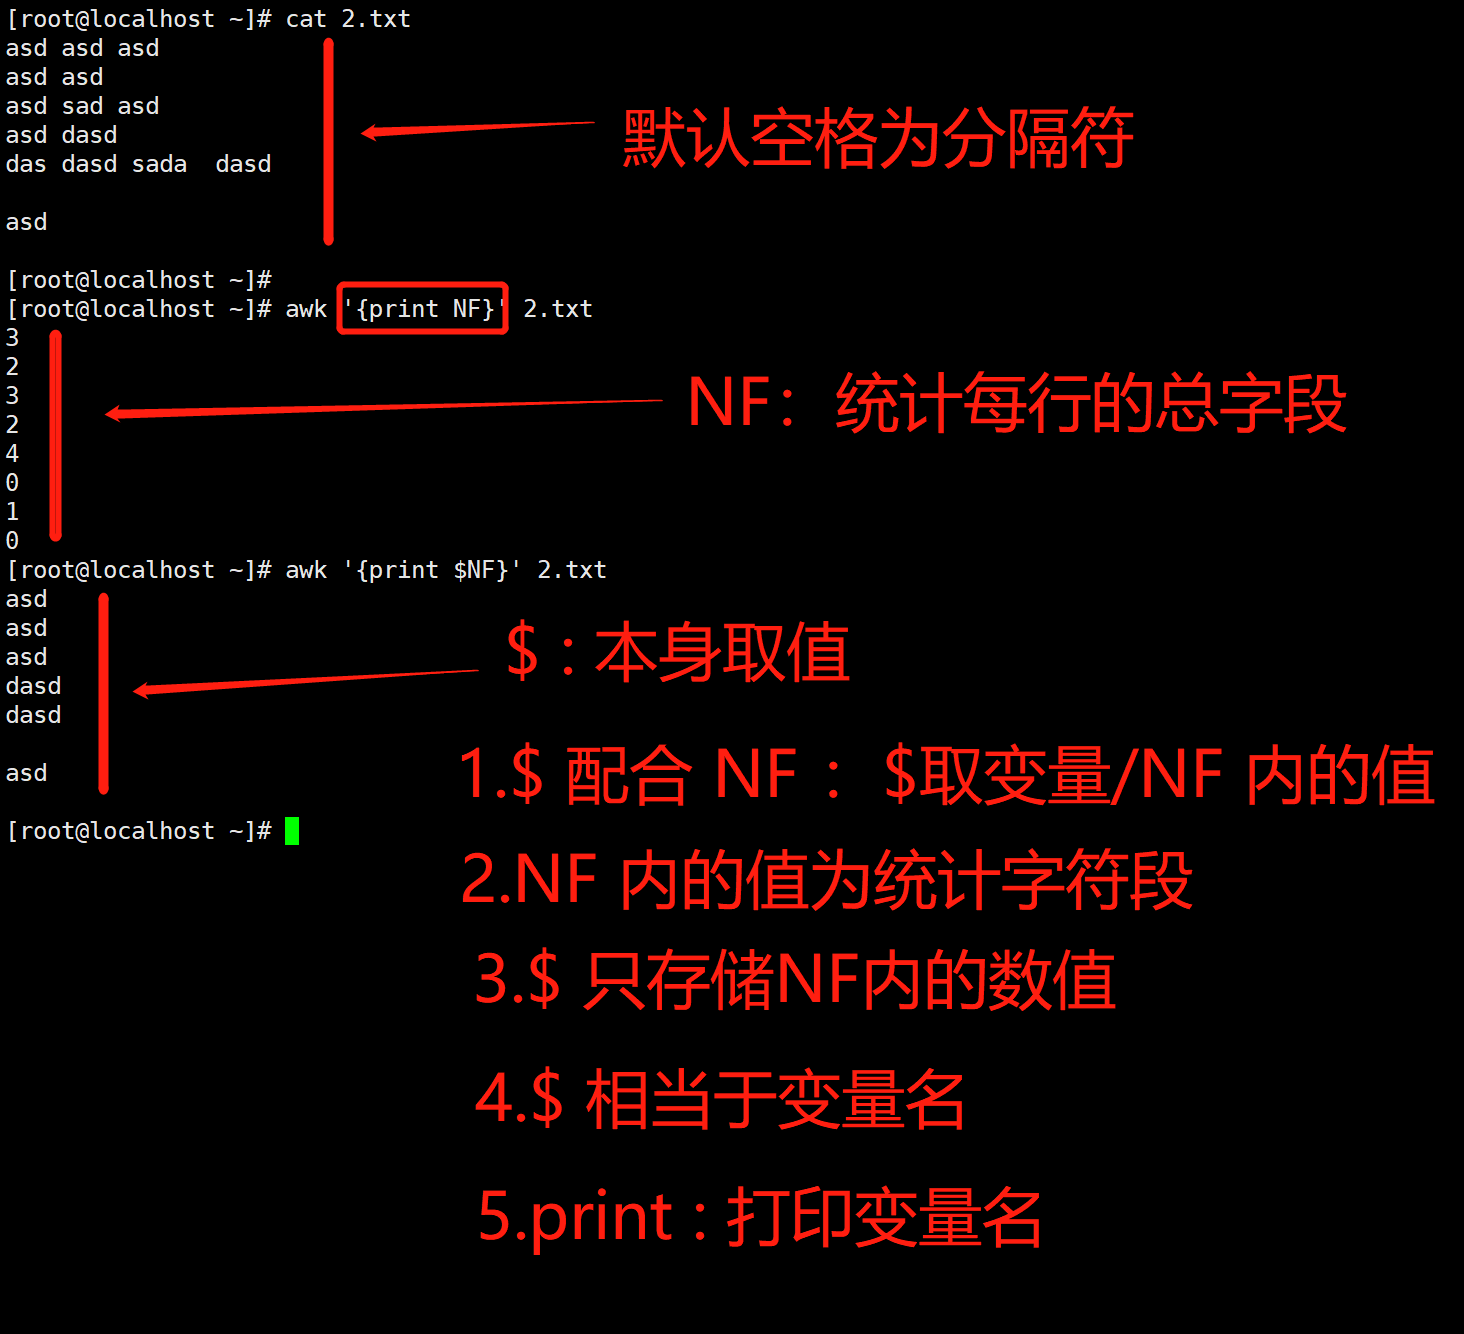 [root@localhost ~]# cat 2.txt
asd asd asd
asd asd
asd sad asd
asd dasd
das dasd sada  dasd
asd
默认空格为分隔符
[root@localhost ~]#
[root@localhost ~]# awk '{print NF}' 2.txt
3
2
3
2
4
0
1
0
NF：统计每行的总字段
[root@localhost ~]# awk '{print $NF}' 2.txt
asd
asd
asd
dasd
dasd
asd
[root@localhost ~]#
$ : 本身取值
1.$ 配合 NF ： $取变量/NF 内的值
2.NF 内的值为统计字符段
3.$ 只存储NF内的数值
4.$ 相当于变量名
5.print : 打印变量名